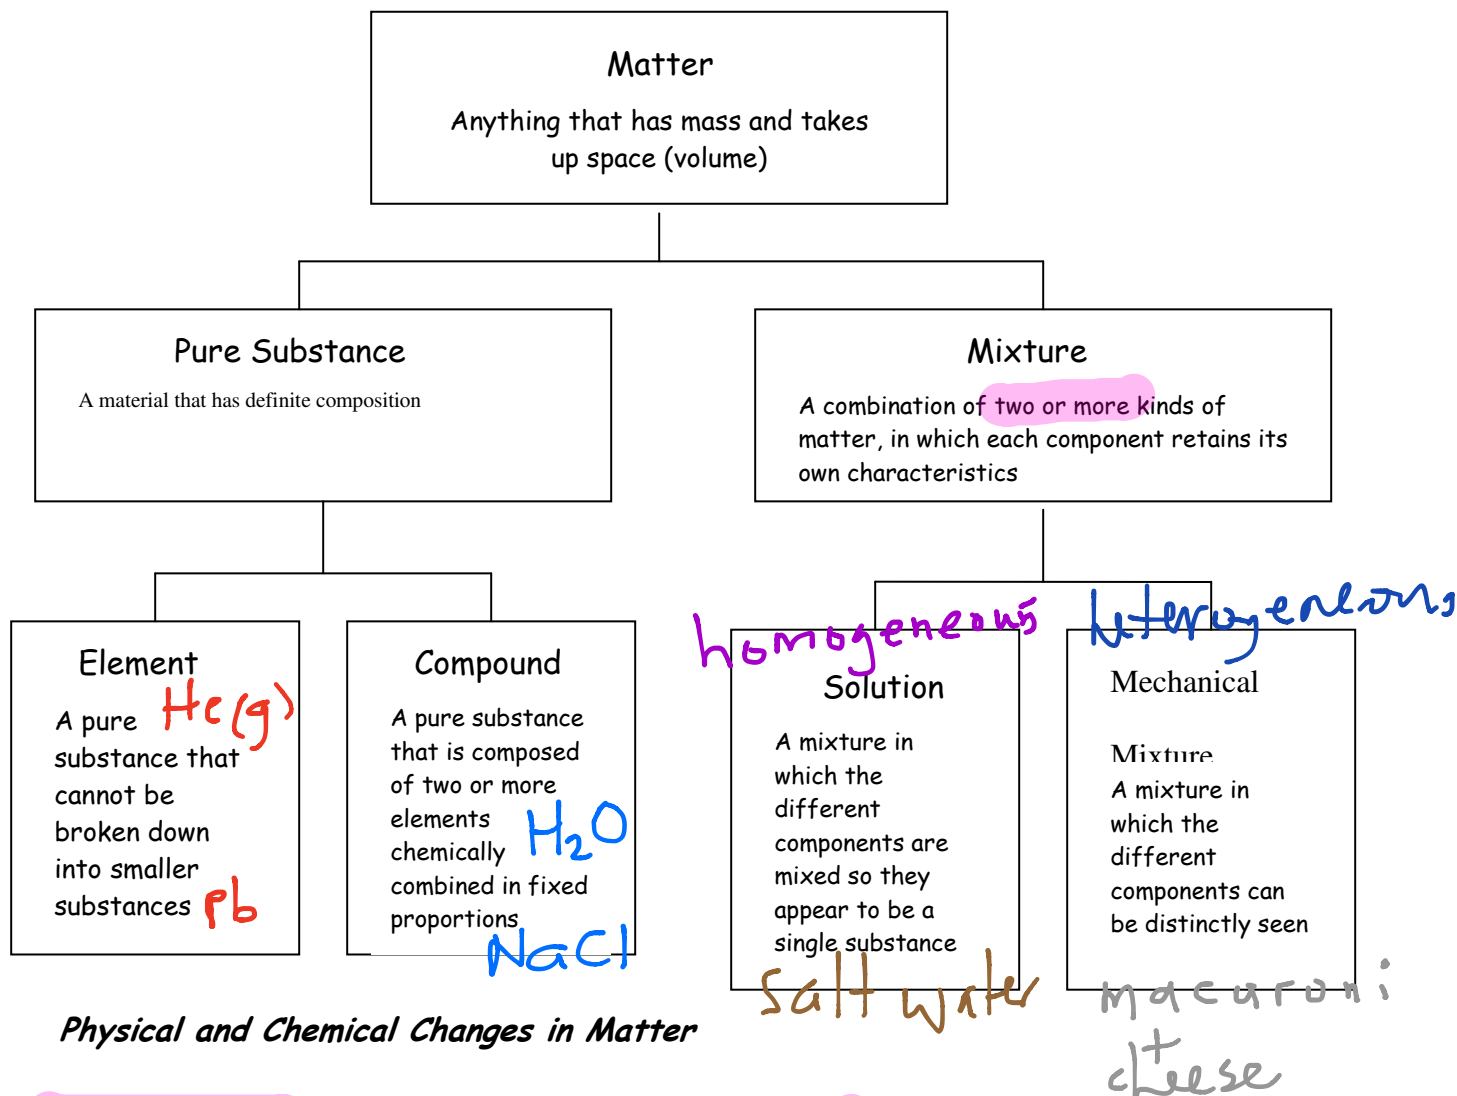 Matter
Anything that has mass and takes
up space (volume)
Pure Substance
A material that has definite composition
Mixture
A combination of two or more kinds of
matter, in which each component retains its
own characteristics
Element
He(g)
A pure
substance that
cannot be
broken down
into smaller
substances
Pb
Compound
A pure substance
that is composed
of two or more
elements
chemically
combined in fixed
proportions
H₂O
NaCl
homogeneous
Solution
A mixture in
which the
different
components are
mixed so they
appear to be a
single substance
salt water
heterogeneous
Mechanical
Mixture
A mixture in
which the
different
components can
be distinctly seen
macaroni
+
cheese
Physical and Chemical Changes in Matter